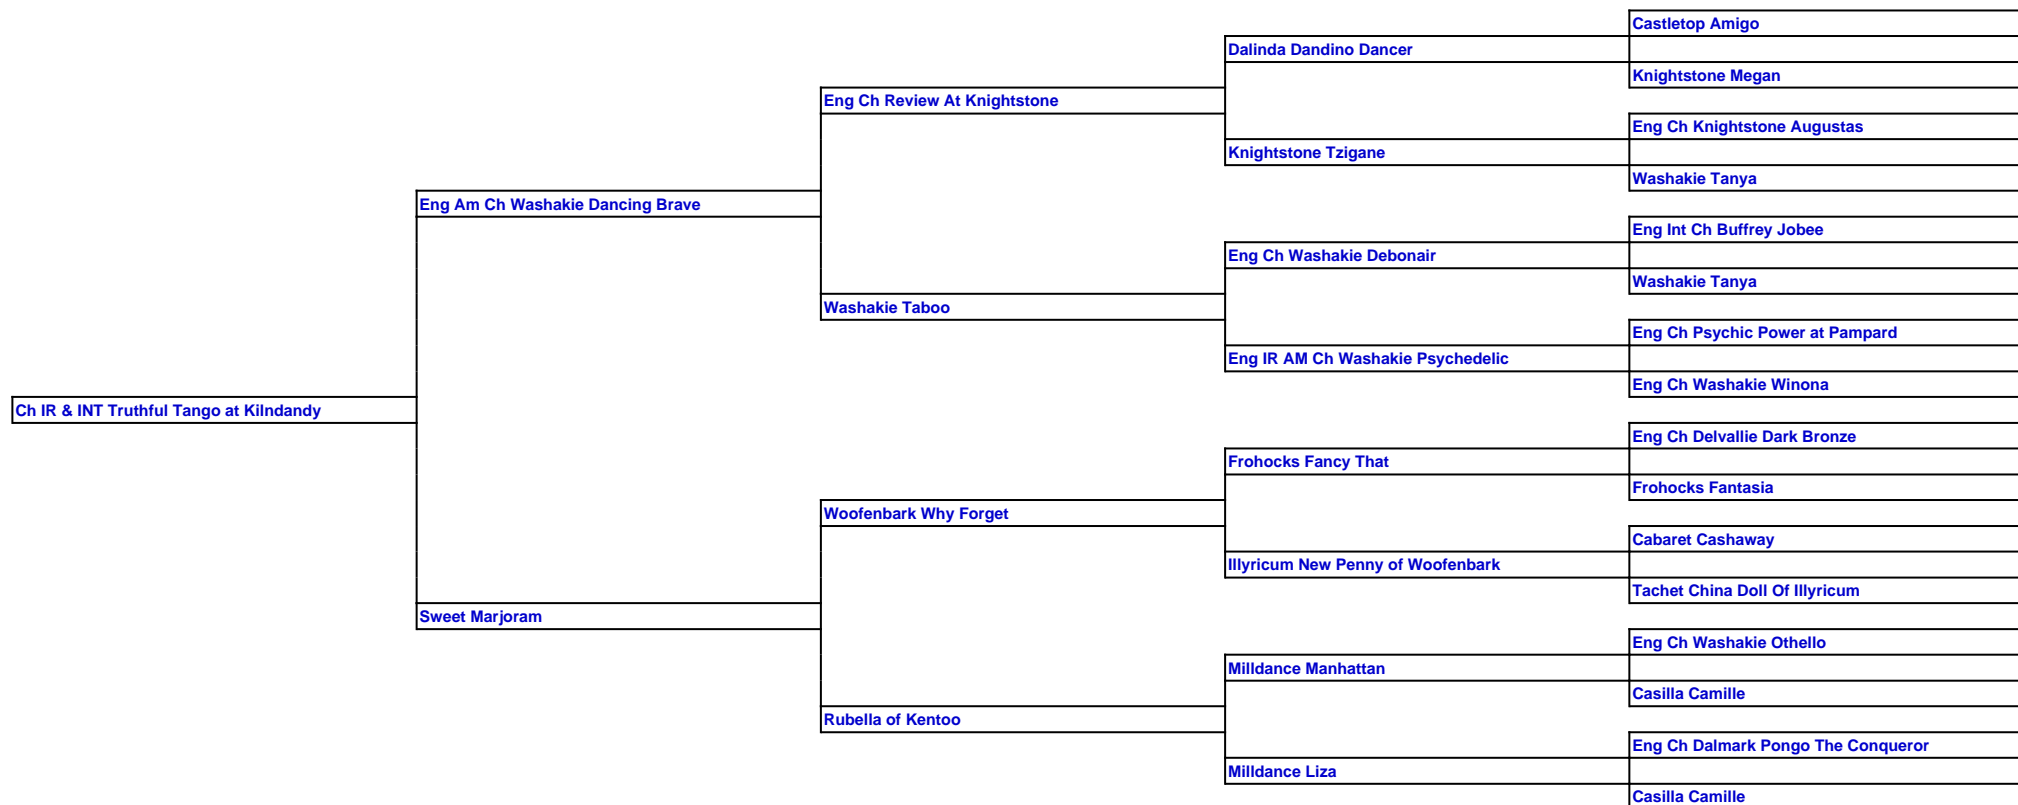 Castletop Amigo
Dalinda Dandino Dancer
Knightstone Megan
Eng Ch Review At Knightstone
Eng Ch Knightstone Augustas
Knightstone Tzigane
Washakie Tanya
Eng Am Ch Washakie Dancing Brave
Eng Int Ch Buffrey Jobee
Eng Ch Washakie Debonair
Washakie Tanya
Washakie Taboo
Eng Ch Psychic Power at Pampard
Eng IR AM Ch Washakie Psychedelic
Eng Ch Washakie Winona
Ch IR & INT Truthful Tango at Kilndandy
Eng Ch Delvallie Dark Bronze
Frohocks Fancy That
Frohocks Fantasia
Woofenbark Why Forget
Cabaret Cashaway
Illyricum New Penny of Woofenbark
Tachet China Doll Of Illyricum
Sweet Marjoram
Eng Ch Washakie Othello
Milldance Manhattan
Casilla Camille
Rubella of Kentoo
Eng Ch Dalmark Pongo The Conqueror
Milldance Liza
Casilla Camille